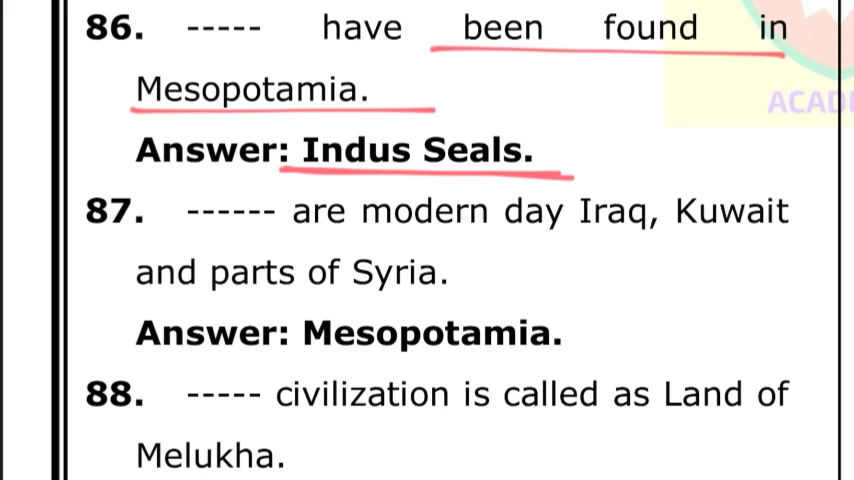 86. ----- have been found in
Mesopotamia.
Answer: Indus Seals.
87. ------ are modern day Iraq, Kuwait
and parts of Syria.
Answer: Mesopotamia.
88. ----- civilization is called as Land of
Melukha.